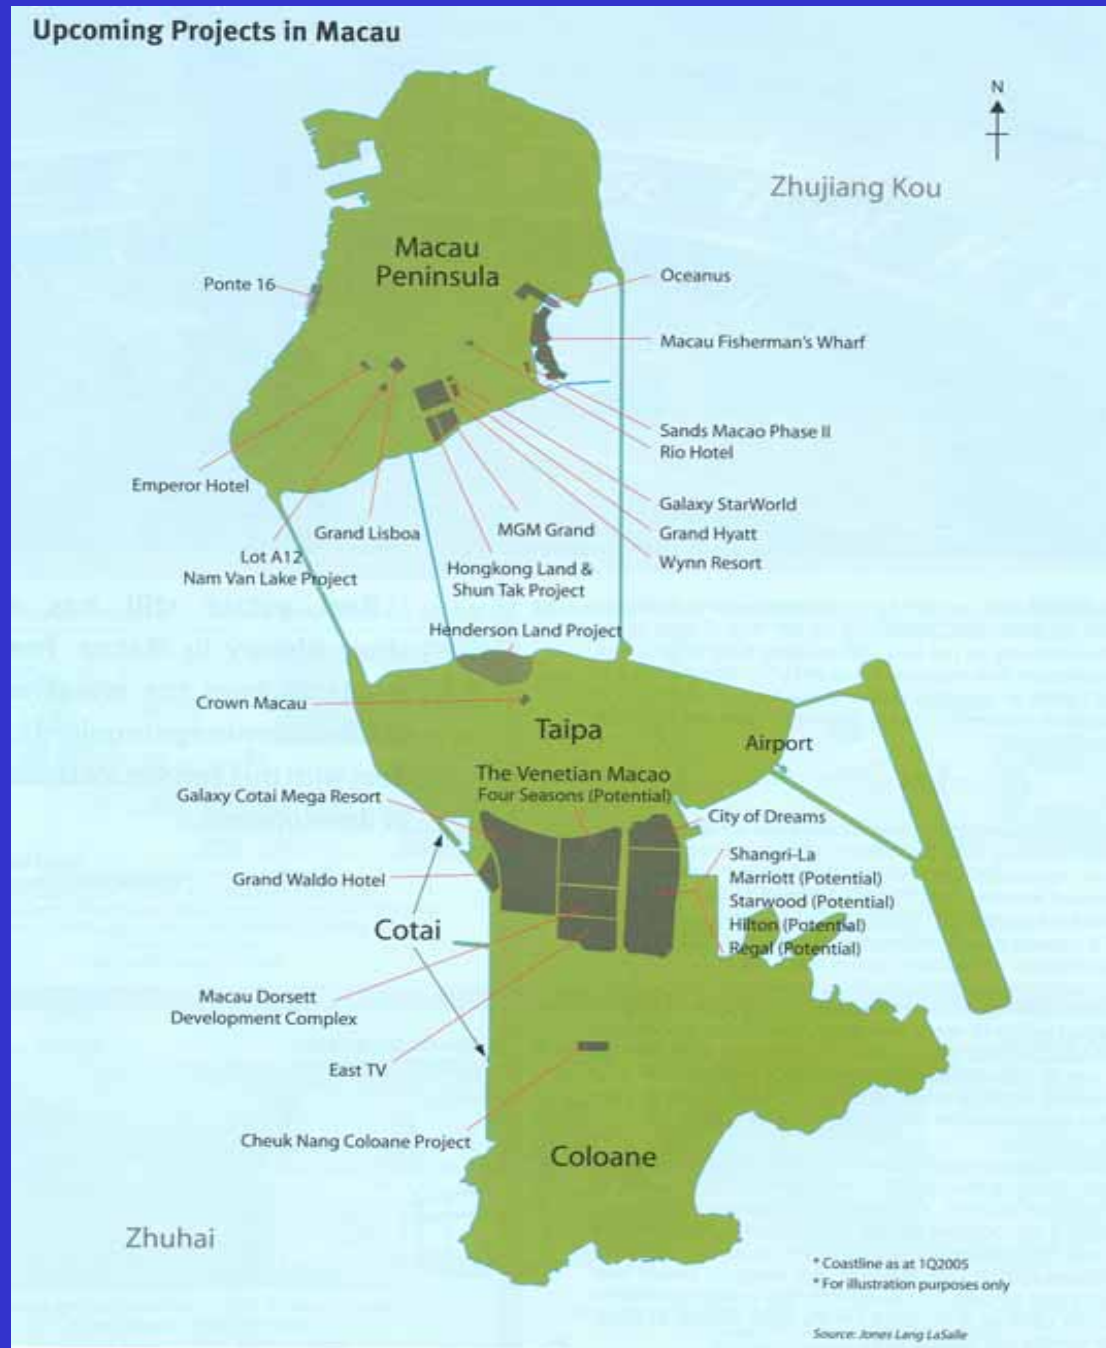 Upcoming Projects in Macau
N
Zhujiang Kou
Macau
Peninsula
Ponte 16
Oceanus
Macau Fisherman's Wharf
Sands Macao Phase II
Rio Hotel
Emperor Hotel
Galaxy StarWorld
Grand Lisboa
MGM Grand
Grand Hyatt
Lot A12
Nam Van Lake Project
Wynn Resort
Hongkong Land &
Shun Tak Project
Henderson Land Project
Crown Macau
Taipa
Airport
The Venetian Macao
Four Seasons (Potential)
Galaxy Cotai Mega Resort
City of Dreams
Shangri-La
Marriott (Potential)
Starwood (Potential)
Hilton (Potential)
Regal (Potential)
Grand Waldo Hotel
Cotai
Macau Dorsett
Development Complex
East TV
Cheuk Nang Coloane Project
Coloane
Zhuhai
* Coastline as at 1Q2005
* For illustration purposes only
Source: Jones Lang LaSalle